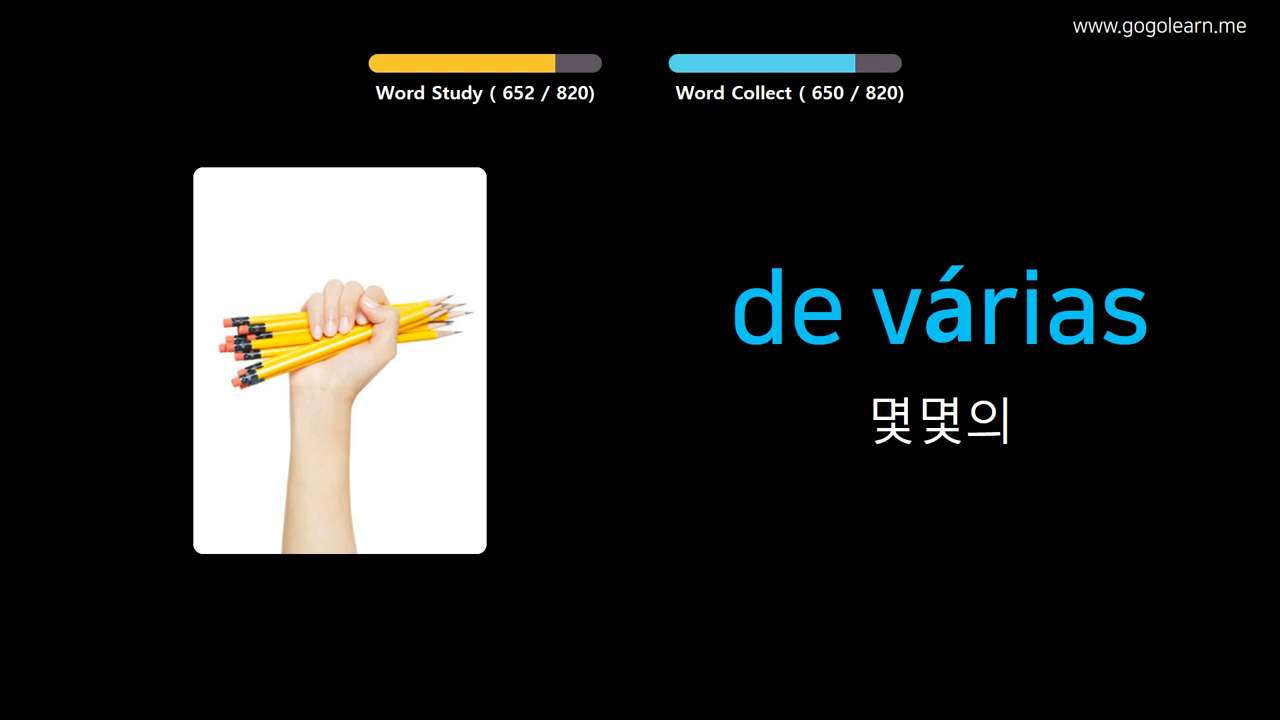 www.gogolearn.me
Word Study ( 652 / 820)
Word Collect ( 650 / 820)
de várias
몇몇의